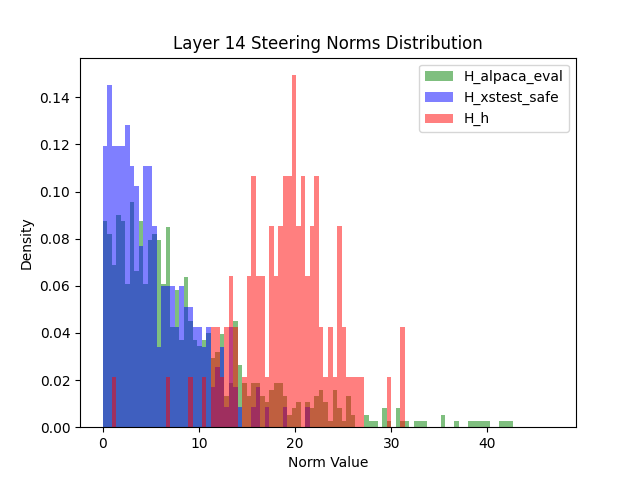 Layer 14 Steering Norms Distribution
H_alpaca_eval
H_xstest_safe
H_h
Density
0.14
0.12
0.10
0.08
0.06
0.04
0.02
0.00
0
10
20
30
40
Norm Value